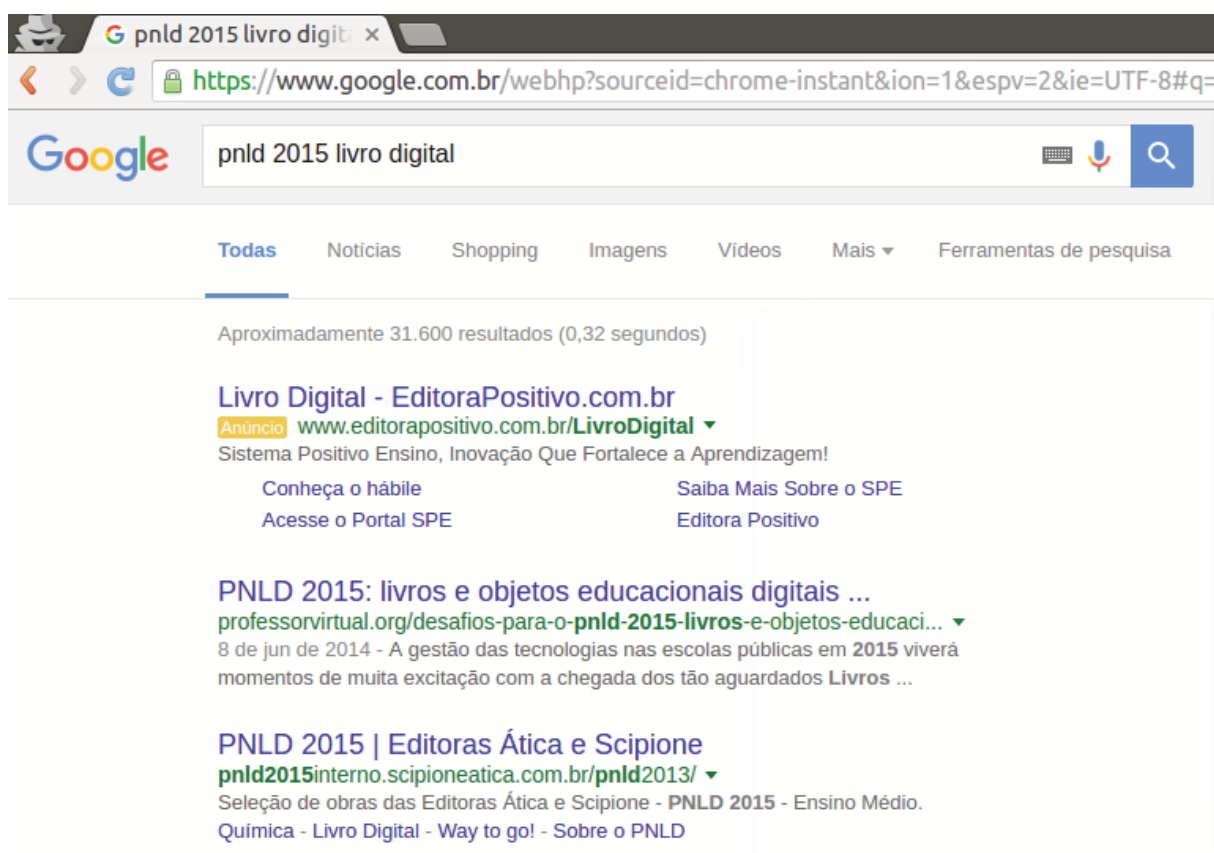 G pnld 2015 livro digit
https://www.google.com.br/webhp?sourceid=chrome-instant&ion=1&espv=2&ie=UTF-8#q=
Google pnld 2015 livro digital
Todas Notícias Shopping Imagens Vídeos Mais Ferramentas de pesquisa
Aproximadamente 31.600 resultados (0,32 segundos)
Livro Digital - EditoraPositivo.com.br
Anúncio www.editorapositivo.com.br/LivroDigital
Sistema Positivo Ensino, Inovação Que Fortalece a Aprendizagem!
Conheça o hábile Saiba Mais Sobre o SPE
Acesse o Portal SPE Editora Positivo
PNLD 2015: livros e objetos educacionais digitais ...
professorvirtual.org/desafios-para-o-pnld-2015-livros-e-objetos-educaci...
8 de jun de 2014 - A gestão das tecnologias nas escolas públicas em 2015 viverá
momentos de muita excitação com a chegada dos tão aguardados Livros ...
PNLD 2015 | Editoras Ática e Scipione
pnld2015interno.scipioneatica.com.br/pnld2013/
Seleção de obras das Editoras Ática e Scipione - PNLD 2015 - Ensino Médio.
Química - Livro Digital - Way to go! - Sobre o PNLD